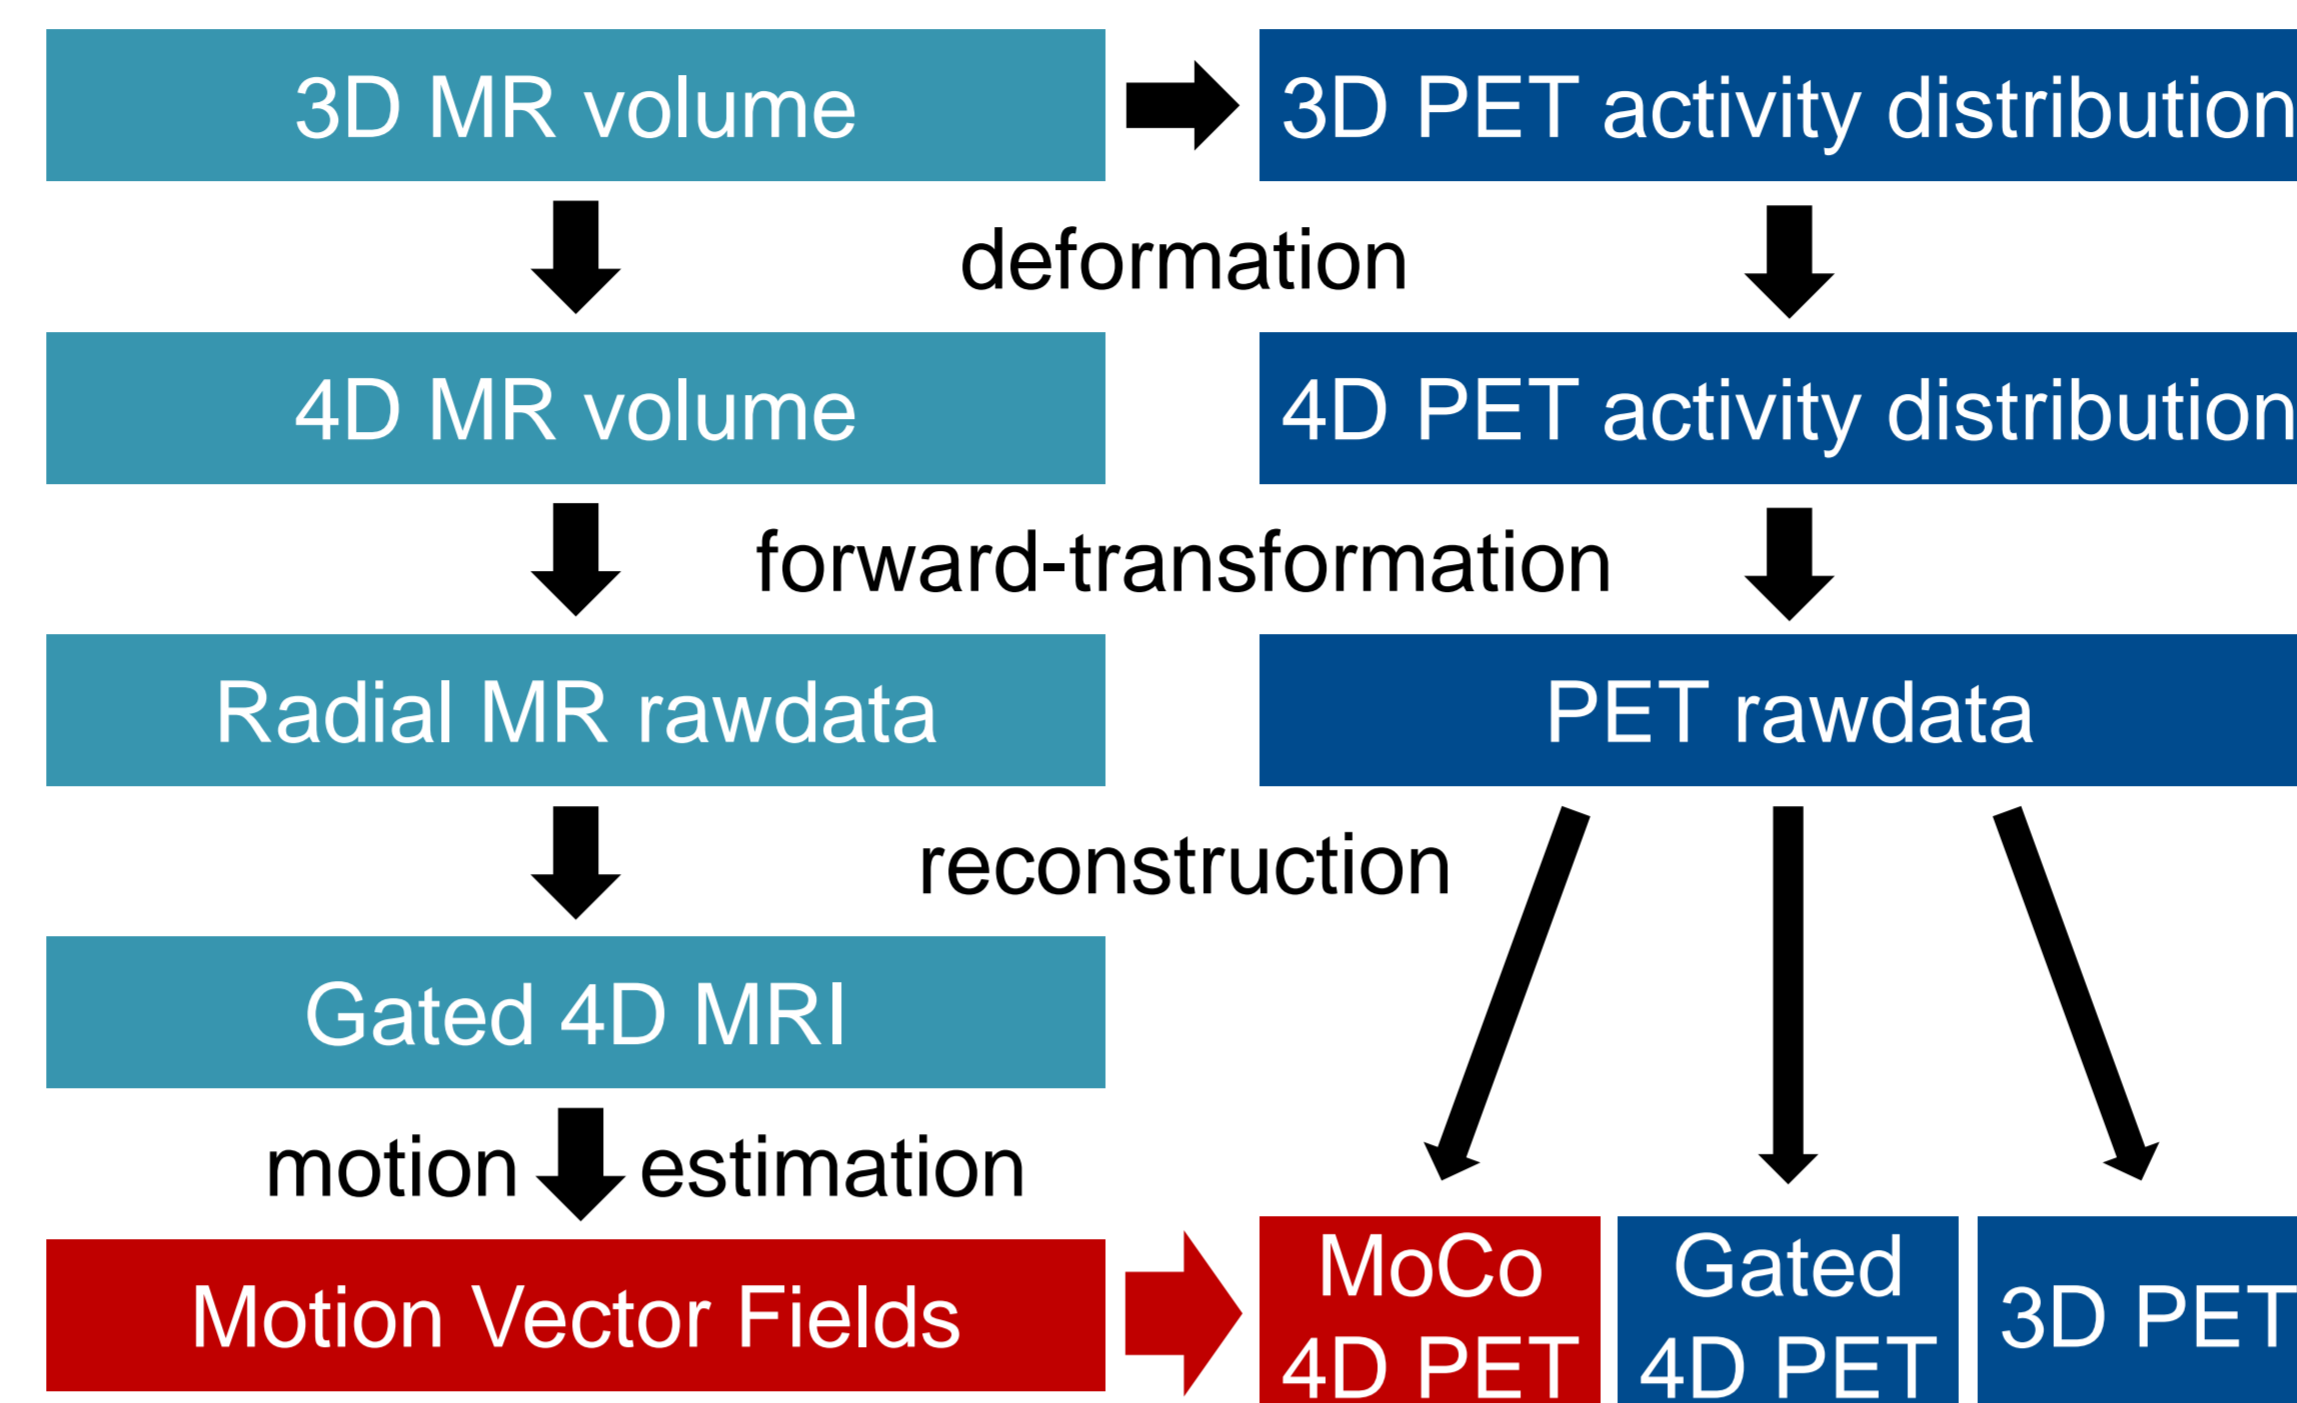 3D MR volume
3D PET activity distribution
deformation
4D MR volume
4D PET activity distribution
forward-transformation
Radial MR rawdata
PET rawdata
reconstruction
Gated 4D MRI
motion estimation
Motion Vector Fields
MoCo
4D PET
Gated
4D PET
3D PET